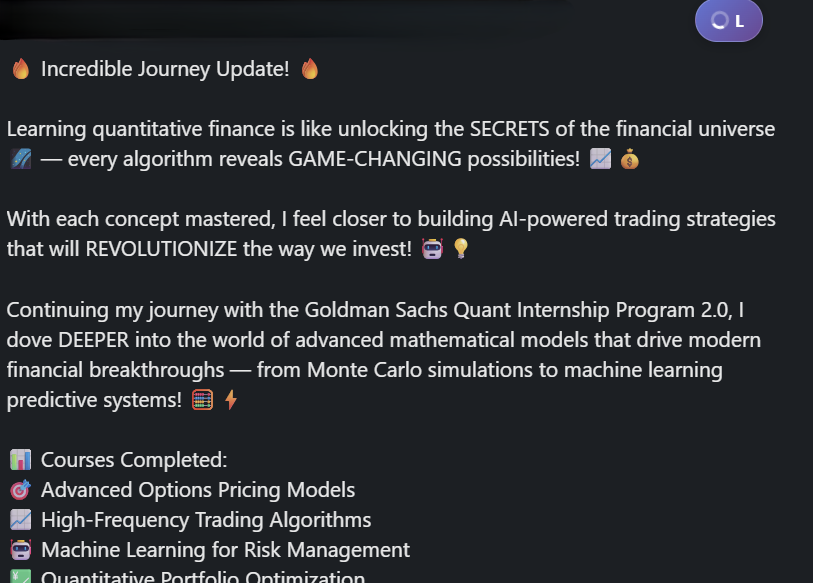 L
🔥 Incredible Journey Update! 🔥
Learning quantitative finance is like unlocking the SECRETS of the financial universe
🌌 — every algorithm reveals GAME-CHANGING possibilities! 📈 💰
With each concept mastered, I feel closer to building AI-powered trading strategies
that will REVOLUTIONIZE the way we invest! 🤖 💡
Continuing my journey with the Goldman Sachs Quant Internship Program 2.0, I
dove DEEPER into the world of advanced mathematical models that drive modern
financial breakthroughs — from Monte Carlo simulations to machine learning
predictive systems! 🧮 ⚡
📊 Courses Completed:
🎯 Advanced Options Pricing Models
📈 High-Frequency Trading Algorithms
🤖 Machine Learning for Risk Management
💹 Quantitative Portfolio Optimization